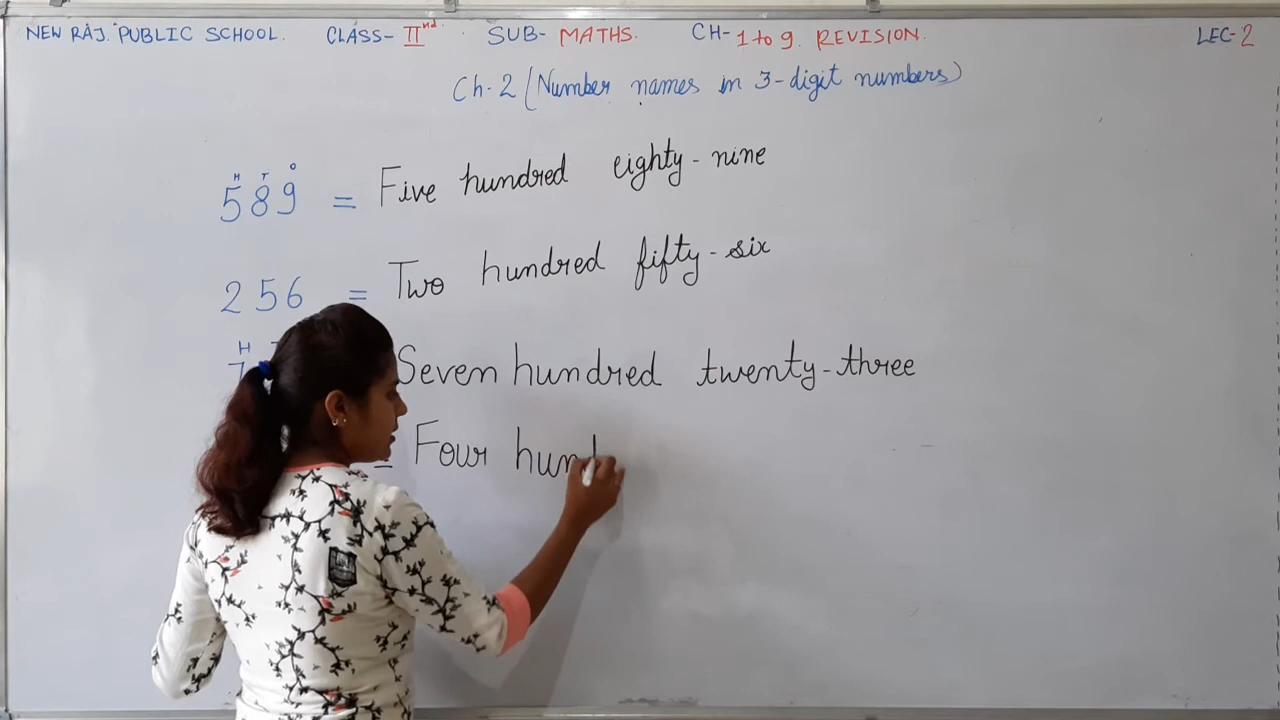 NEW RAJ. PUBLIC SCHOOL. CLASS- IInd. SUB- MATHS. CH- 1 to 9. REVISION. LEC-2
Ch-2 (Number names in 3-digit numbers)
H T O
589 = Five hundred eighty-nine
256 = Two hundred fifty-six
H
7 Seven hundred twenty-three
= Four hund